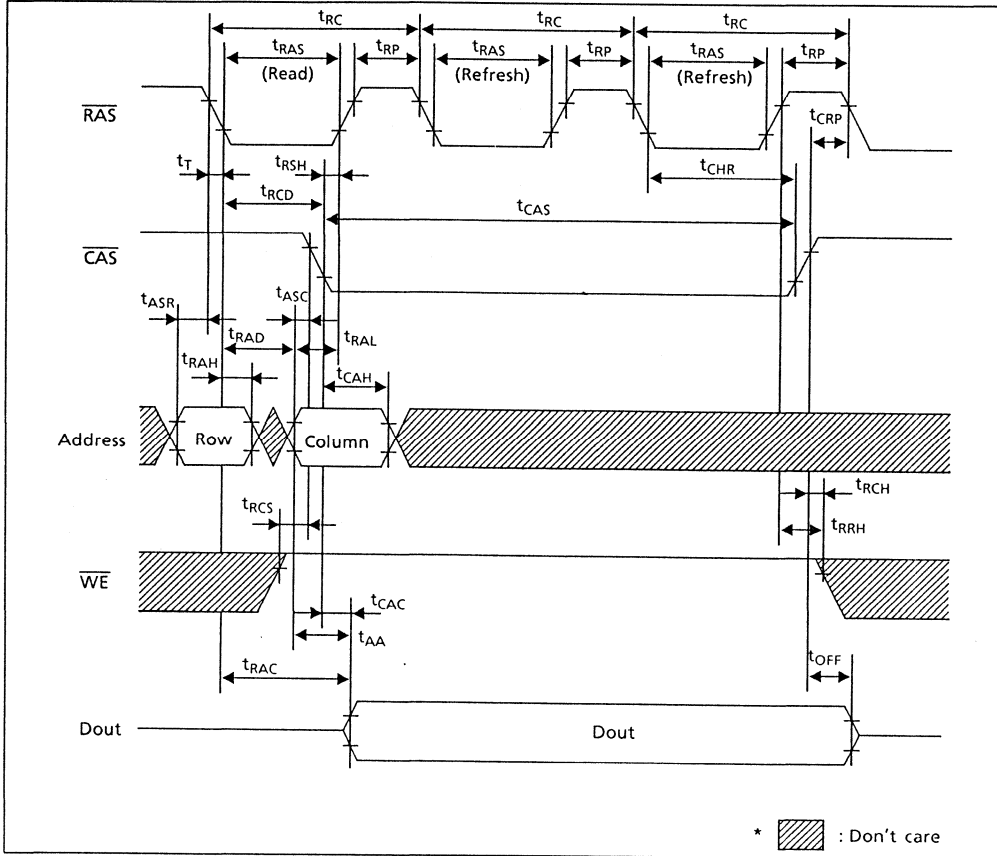 tRC tRC tRC
tRAS tRP tRAS tRP tRAS tRP
(Read) (Refresh) (Refresh)
RAS
tCRP
tT tRSH tCHR
tRCD
tCAS
CAS
tASR tASC
tRAD tRAL
tRAH
tCAH
Address Row Column
tRCH
tRCS
tRRH
WE
tCAC
tAA
tRAC tOFF
Dout Dout
* : Don't care